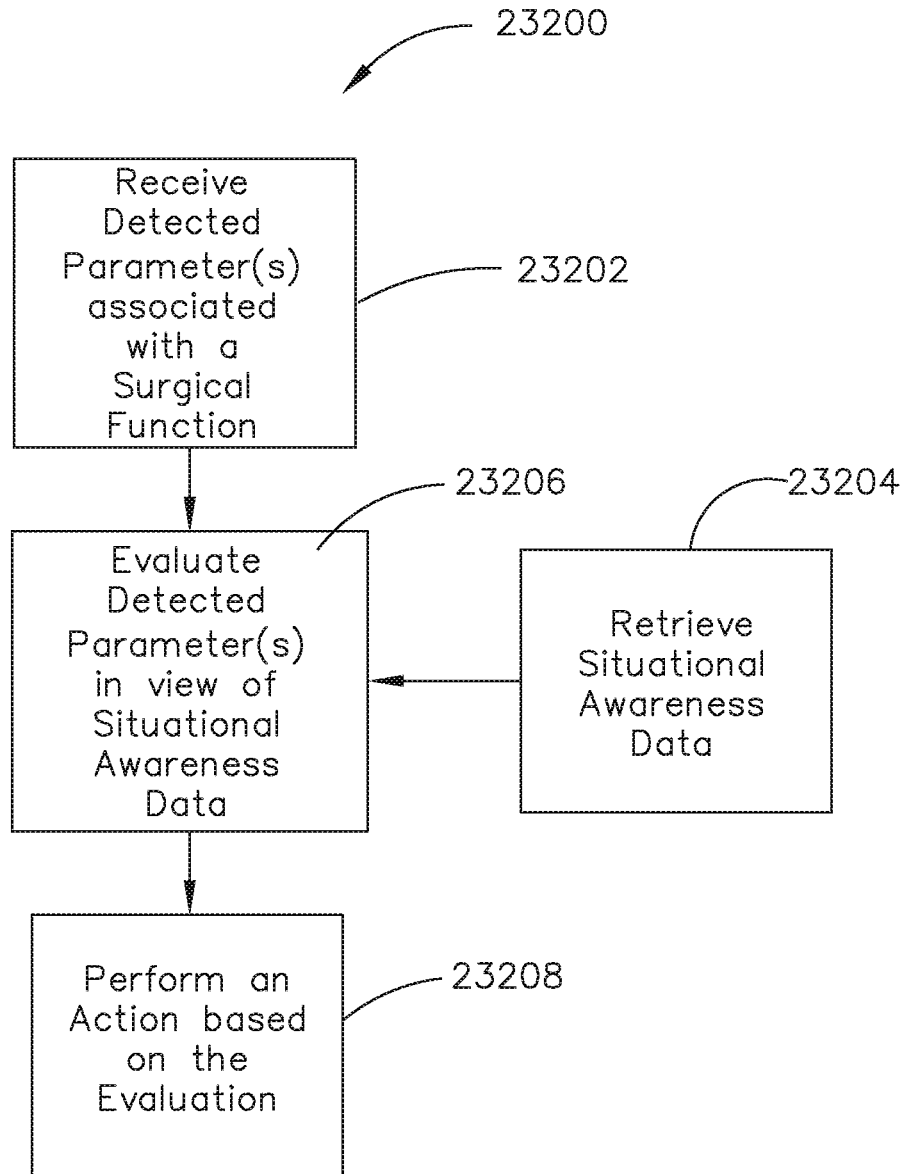 23200
Receive
Detected
Parameter(s)
associated
with a
Surgical
Function
23202
23206
Evaluate
Detected
Parameter(s)
in view of
Situational
Awareness
Data
23204
Retrieve
Situational
Awareness
Data
Perform an
Action based
on the
Evaluation
23208